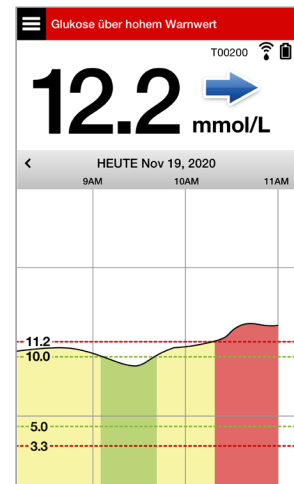 Glukose über hohem Warnwert
T00200
12.2
mmol/L
HEUTE Nov 19, 2020
9AM 10AM 11AM
11.2
10.0
5.0
3.3